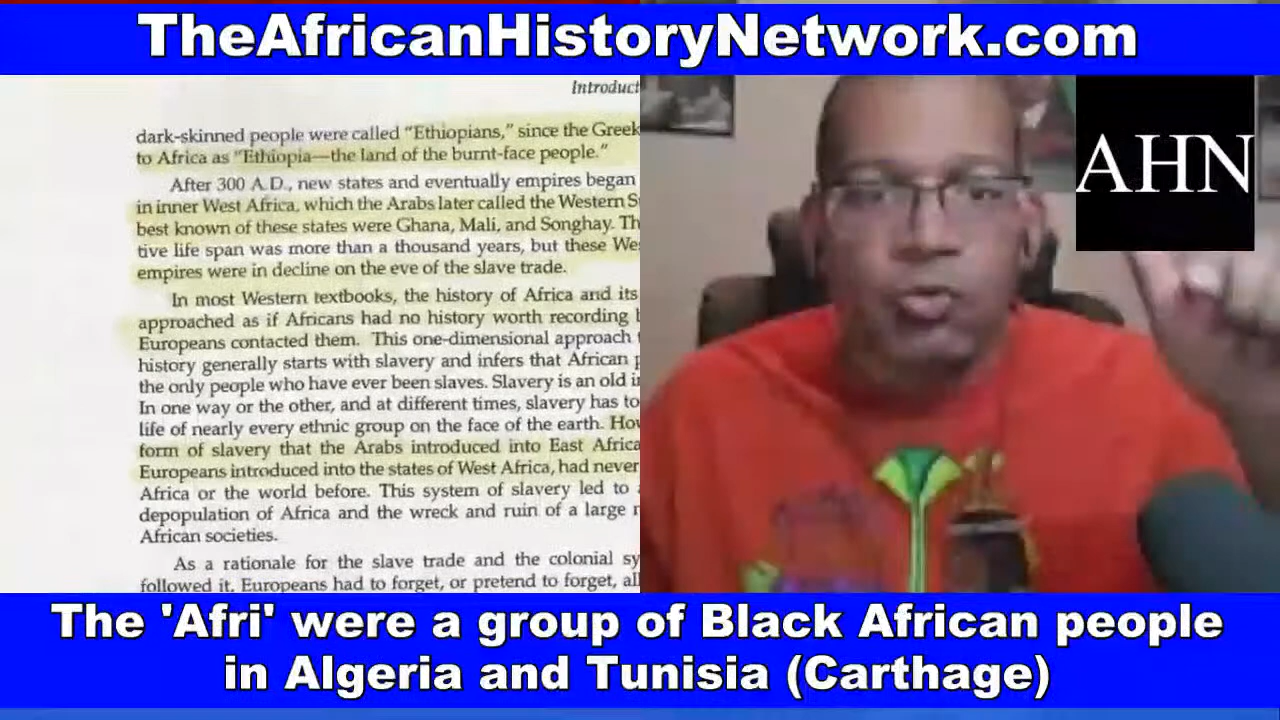 TheAfricanHistoryNetwork.com
Introduct
dark-skinned people were called "Ethiopians," since the Greek
to Africa as "Ethiopia—the land of the burnt-face people."
After 300 A.D., new states and eventually empires began
in inner West Africa, which the Arabs later called the Western S
best known of these states were Ghana, Mali, and Songhay. Th
tive life span was more than a thousand years, but these We
empires were in decline on the eve of the slave trade.
In most Western textbooks, the history of Africa and its
approached as if Africans had no history worth recording
Europeans contacted them. This one-dimensional approach
history generally starts with slavery and infers that African p
the only people who have ever been slaves. Slavery is an old i
In one way or the other, and at different times, slavery has to
life of nearly every ethnic group on the face of the earth. How
form of slavery that the Arabs introduced into East Africa
Europeans introduced into the states of West Africa, had never
Africa or the world before. This system of slavery led to
depopulation of Africa and the wreck and ruin of a large
African societies.
As a rationale for the slave trade and the colonial sy
followed it, Europeans had to forget, or pretend to forget, all
AHN
The 'Afri' were a group of Black African people
in Algeria and Tunisia (Carthage)